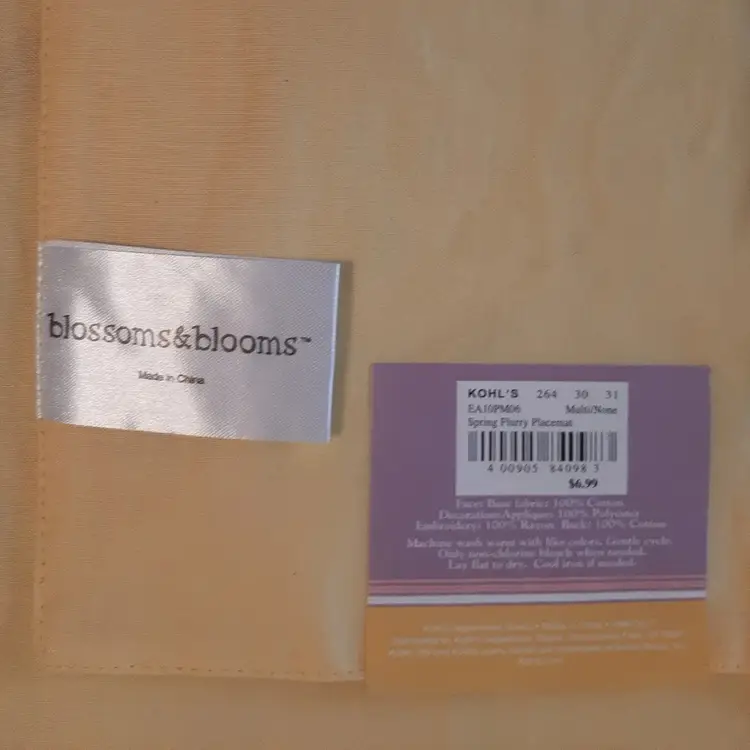 blossoms&blooms™
Made in China
KOHL'S 264 30 31
EA10PM06 Multi/None
Spring Flurry Placemat
4 00905 84098 3
$6.99
Face: Base fabric: 100% Cotton
Decoration/Applique: 100% Polyester
Embroidery: 100% Rayon Back: 100% Cotton
Machine wash warm with like colors. Gentle cycle.
Only non-chlorine bleach when needed.
Lay flat to dry. Cool iron if needed.